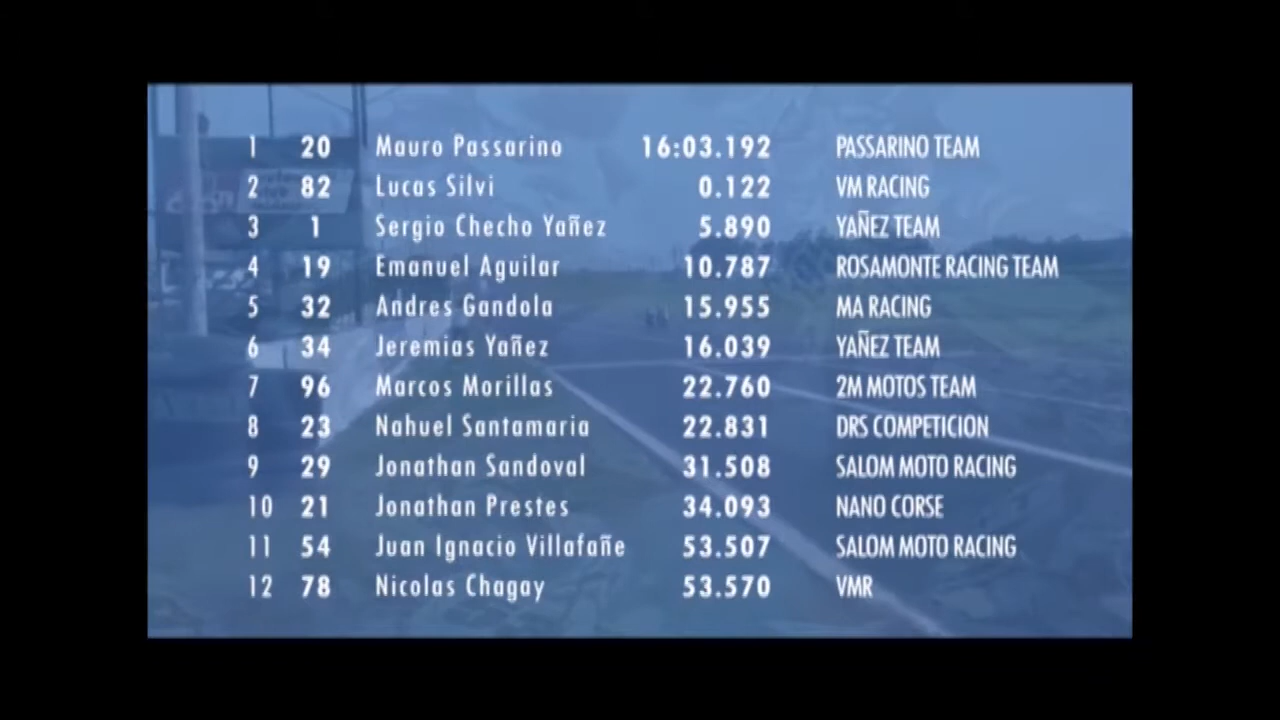 1 20 Mauro Passarino 16:03.192 PASSARINO TEAM
2 82 Lucas Silvi 0.122 VM RACING
3 1 Sergio Checho Yañez 5.890 YAÑEZ TEAM
4 19 Emanuel Aguilar 10.787 ROSAMONTE RACING TEAM
5 32 Andres Gandola 15.955 MA RACING
6 34 Jeremias Yañez 16.039 YAÑEZ TEAM
7 96 Marcos Morillas 22.760 2M MOTOS TEAM
8 23 Nahuel Santamaria 22.831 DRS COMPETICION
9 29 Jonathan Sandoval 31.508 SALOM MOTO RACING
10 21 Jonathan Prestes 34.093 NANO CORSE
11 54 Juan Ignacio Villafañe 53.507 SALOM MOTO RACING
12 78 Nicolas Chagay 53.570 VMR